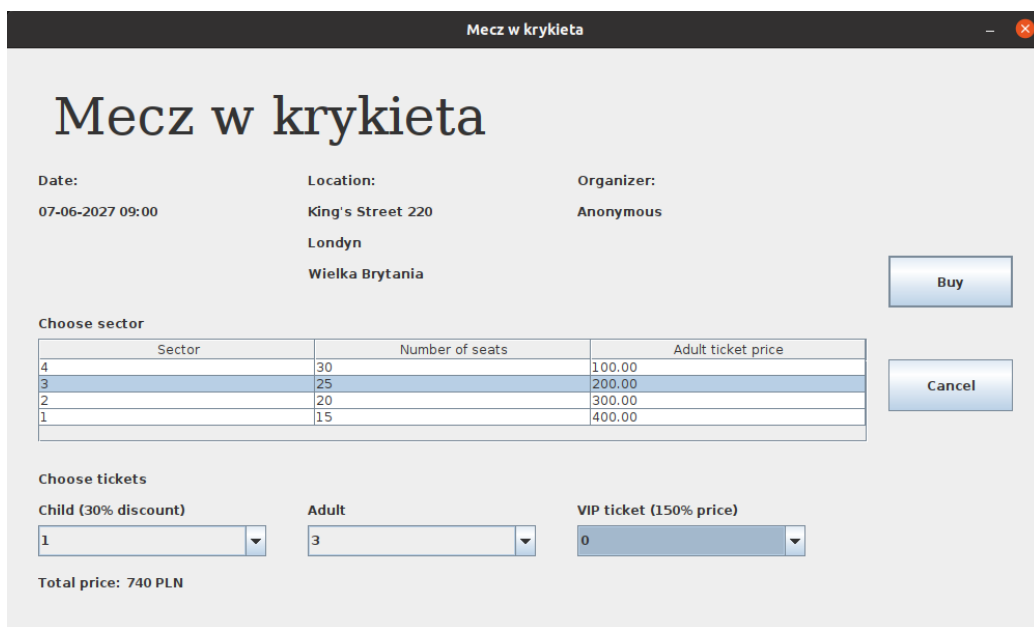 Mecz w krykieta
Mecz w krykieta
Date: Location: Organizer:
07-06-2027 09:00 King's Street 220 Anonymous
Londyn
Wielka Brytania
Buy
Choose sector
Sector Number of seats Adult ticket price
4 30 100.00
3 25 200.00
2 20 300.00
1 15 400.00
Cancel
Choose tickets
Child (30% discount) Adult VIP ticket (150% price)
1 3 0
Total price: 740 PLN